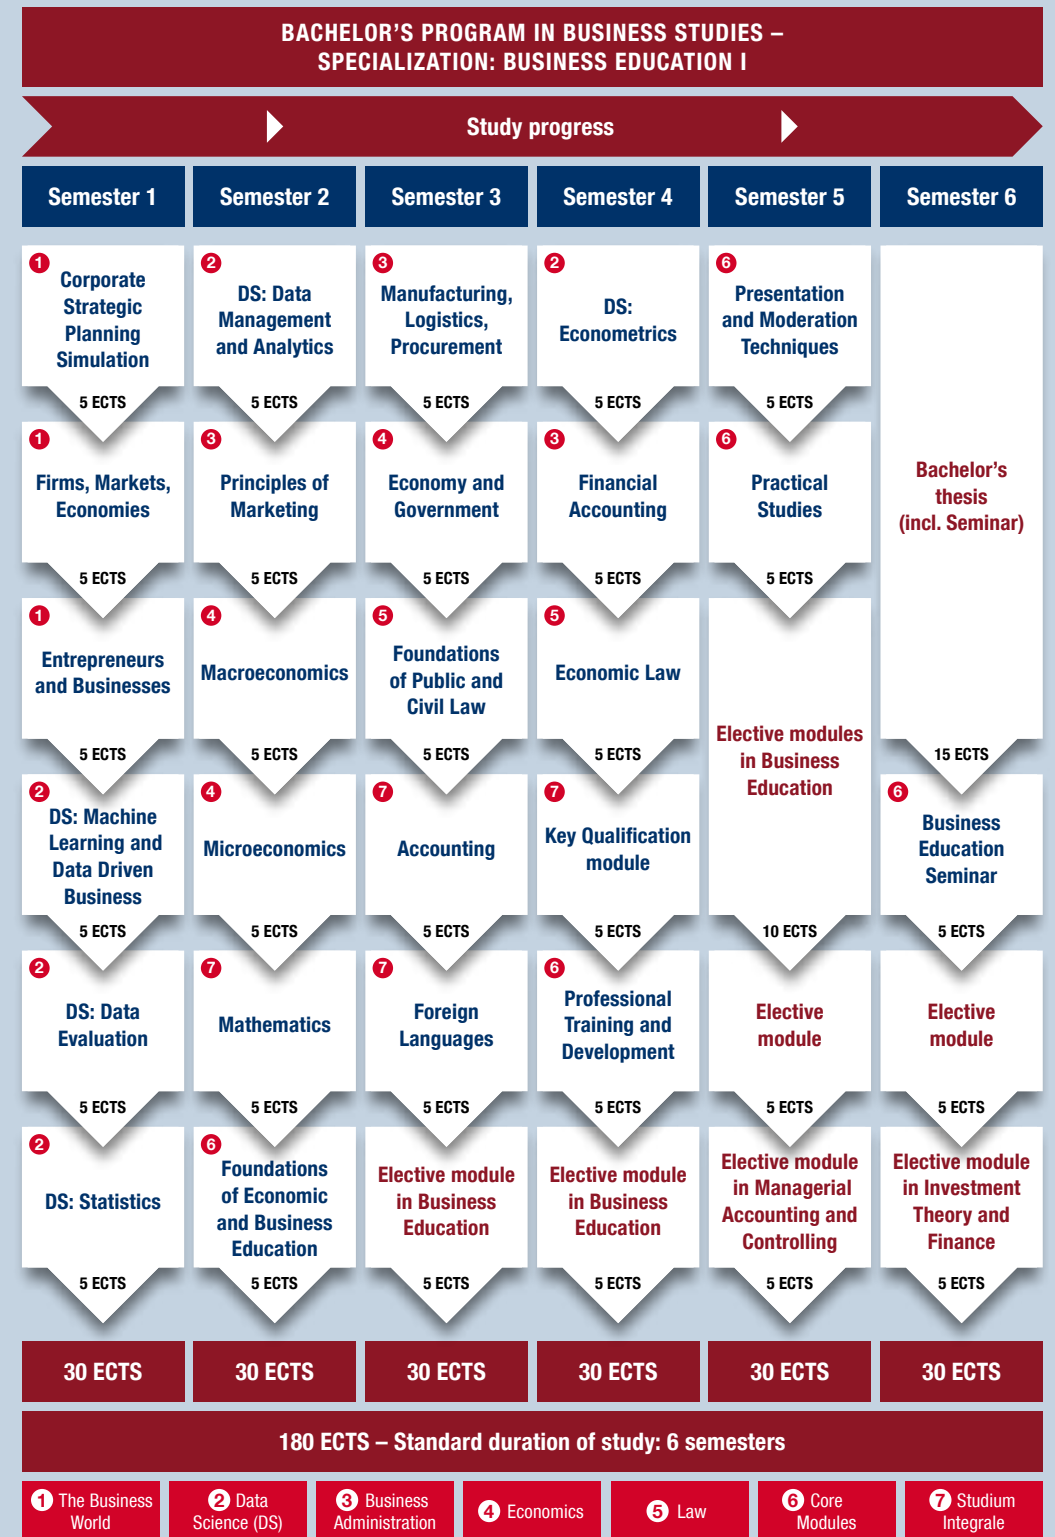 BACHELOR'S PROGRAM IN BUSINESS STUDIES –
SPECIALIZATION: BUSINESS EDUCATION I
Study progress
Semester 1
Semester 2
Semester 3
Semester 4
Semester 5
Semester 6
1
Corporate
Strategic
Planning
Simulation
5 ECTS
1
Firms, Markets,
Economies
5 ECTS
1
Entrepreneurs
and Businesses
5 ECTS
2
DS: Machine
Learning and
Data Driven
Business
5 ECTS
2
DS: Data
Evaluation
5 ECTS
2
DS: Statistics
5 ECTS
30 ECTS
2
DS: Data
Management
and Analytics
5 ECTS
3
Principles of
Marketing
5 ECTS
4
Macroeconomics
5 ECTS
4
Microeconomics
5 ECTS
7
Mathematics
5 ECTS
6
Foundations
of Economic
and Business
Education
5 ECTS
30 ECTS
3
Manufacturing,
Logistics,
Procurement
5 ECTS
4
Economy and
Government
5 ECTS
5
Foundations
of Public and
Civil Law
5 ECTS
7
Accounting
5 ECTS
7
Foreign
Languages
5 ECTS
Elective module
in Business
Education
5 ECTS
30 ECTS
2
DS:
Econometrics
5 ECTS
3
Financial
Accounting
5 ECTS
5
Economic Law
5 ECTS
7
Key Qualification
module
5 ECTS
6
Professional
Training and
Development
5 ECTS
Elective module
in Business
Education
5 ECTS
30 ECTS
6
Presentation
and Moderation
Techniques
5 ECTS
6
Practical
Studies
5 ECTS
Elective modules
in Business
Education
10 ECTS
Elective
module
5 ECTS
Elective module
in Managerial
Accounting and
Controlling
5 ECTS
30 ECTS
Bachelor's
thesis
(incl. Seminar)
15 ECTS
6
Business
Education
Seminar
5 ECTS
Elective
module
5 ECTS
Elective module
in Investment
Theory and
Finance
5 ECTS
30 ECTS
180 ECTS – Standard duration of study: 6 semesters
1 The Business
World
2 Data
Science (DS)
3 Business
Administration
4 Economics
5 Law
6 Core
Modules
7 Studium
Integrale